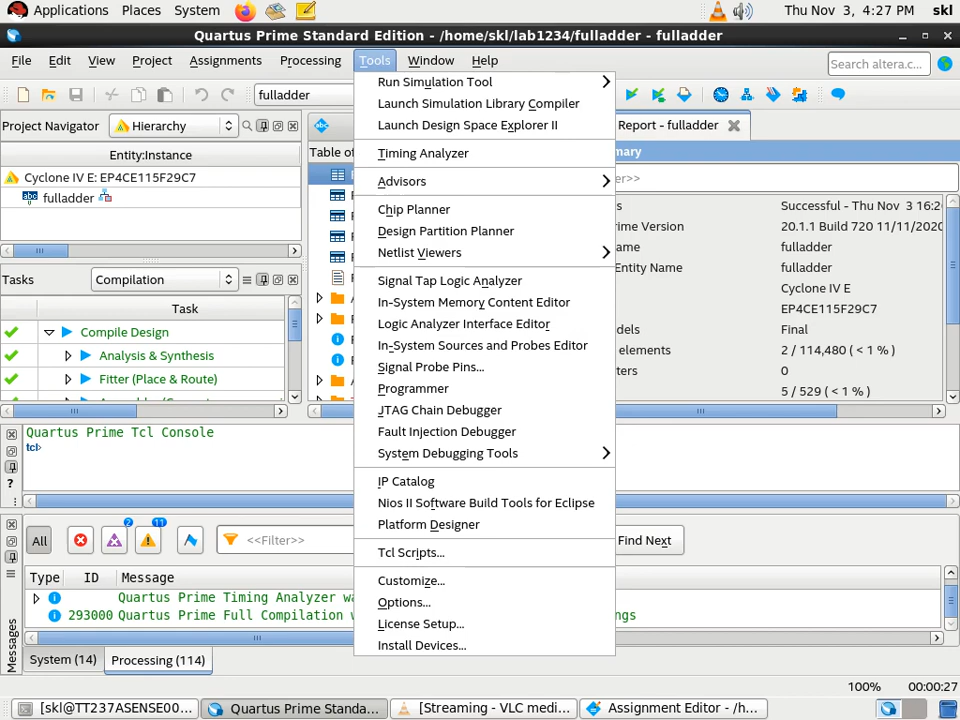 Applications Places System Thu Nov 3, 4:27 PM skl
Quartus Prime Standard Edition - /home/skl/lab1234/fulladder - fulladder
File Edit View Project Assignments Processing Tools Window Help Search altera.com
fulladder
Project Navigator Hierarchy
Entity:Instance
Cyclone IV E: EP4CE115F29C7
fulladder
Tasks Compilation
Task
Compile Design
Analysis & Synthesis
Fitter (Place & Route)
Table of
Run Simulation Tool
Launch Simulation Library Compiler
Launch Design Space Explorer II
Timing Analyzer
Advisors
Chip Planner
Design Partition Planner
Netlist Viewers
Signal Tap Logic Analyzer
In-System Memory Content Editor
Logic Analyzer Interface Editor
In-System Sources and Probes Editor
Signal Probe Pins...
Programmer
JTAG Chain Debugger
Fault Injection Debugger
System Debugging Tools
IP Catalog
Nios II Software Build Tools for Eclipse
Platform Designer
Tcl Scripts...
Customize...
Options...
License Setup...
Install Devices...
Report - fulladder
mmary
er>>
s Successful - Thu Nov 3 16:2
rime Version 20.1.1 Build 720 11/11/2020
ame fulladder
Entity Name fulladder
Cyclone IV E
EP4CE115F29C7
dels Final
elements 2 / 114,480 ( < 1 % )
ters 0
5 / 529 ( < 1 % )
Quartus Prime Tcl Console
tcl>
All 2 11 <<Filter>> Find Next
Type ID Message
Quartus Prime Timing Analyzer wa
293000 Quartus Prime Full Compilation ngs
Messages
System (14) Processing (114)
100% 00:00:27
[skl@TT237ASENSE00... Quartus Prime Standa... [Streaming - VLC medi... Assignment Editor - /h...